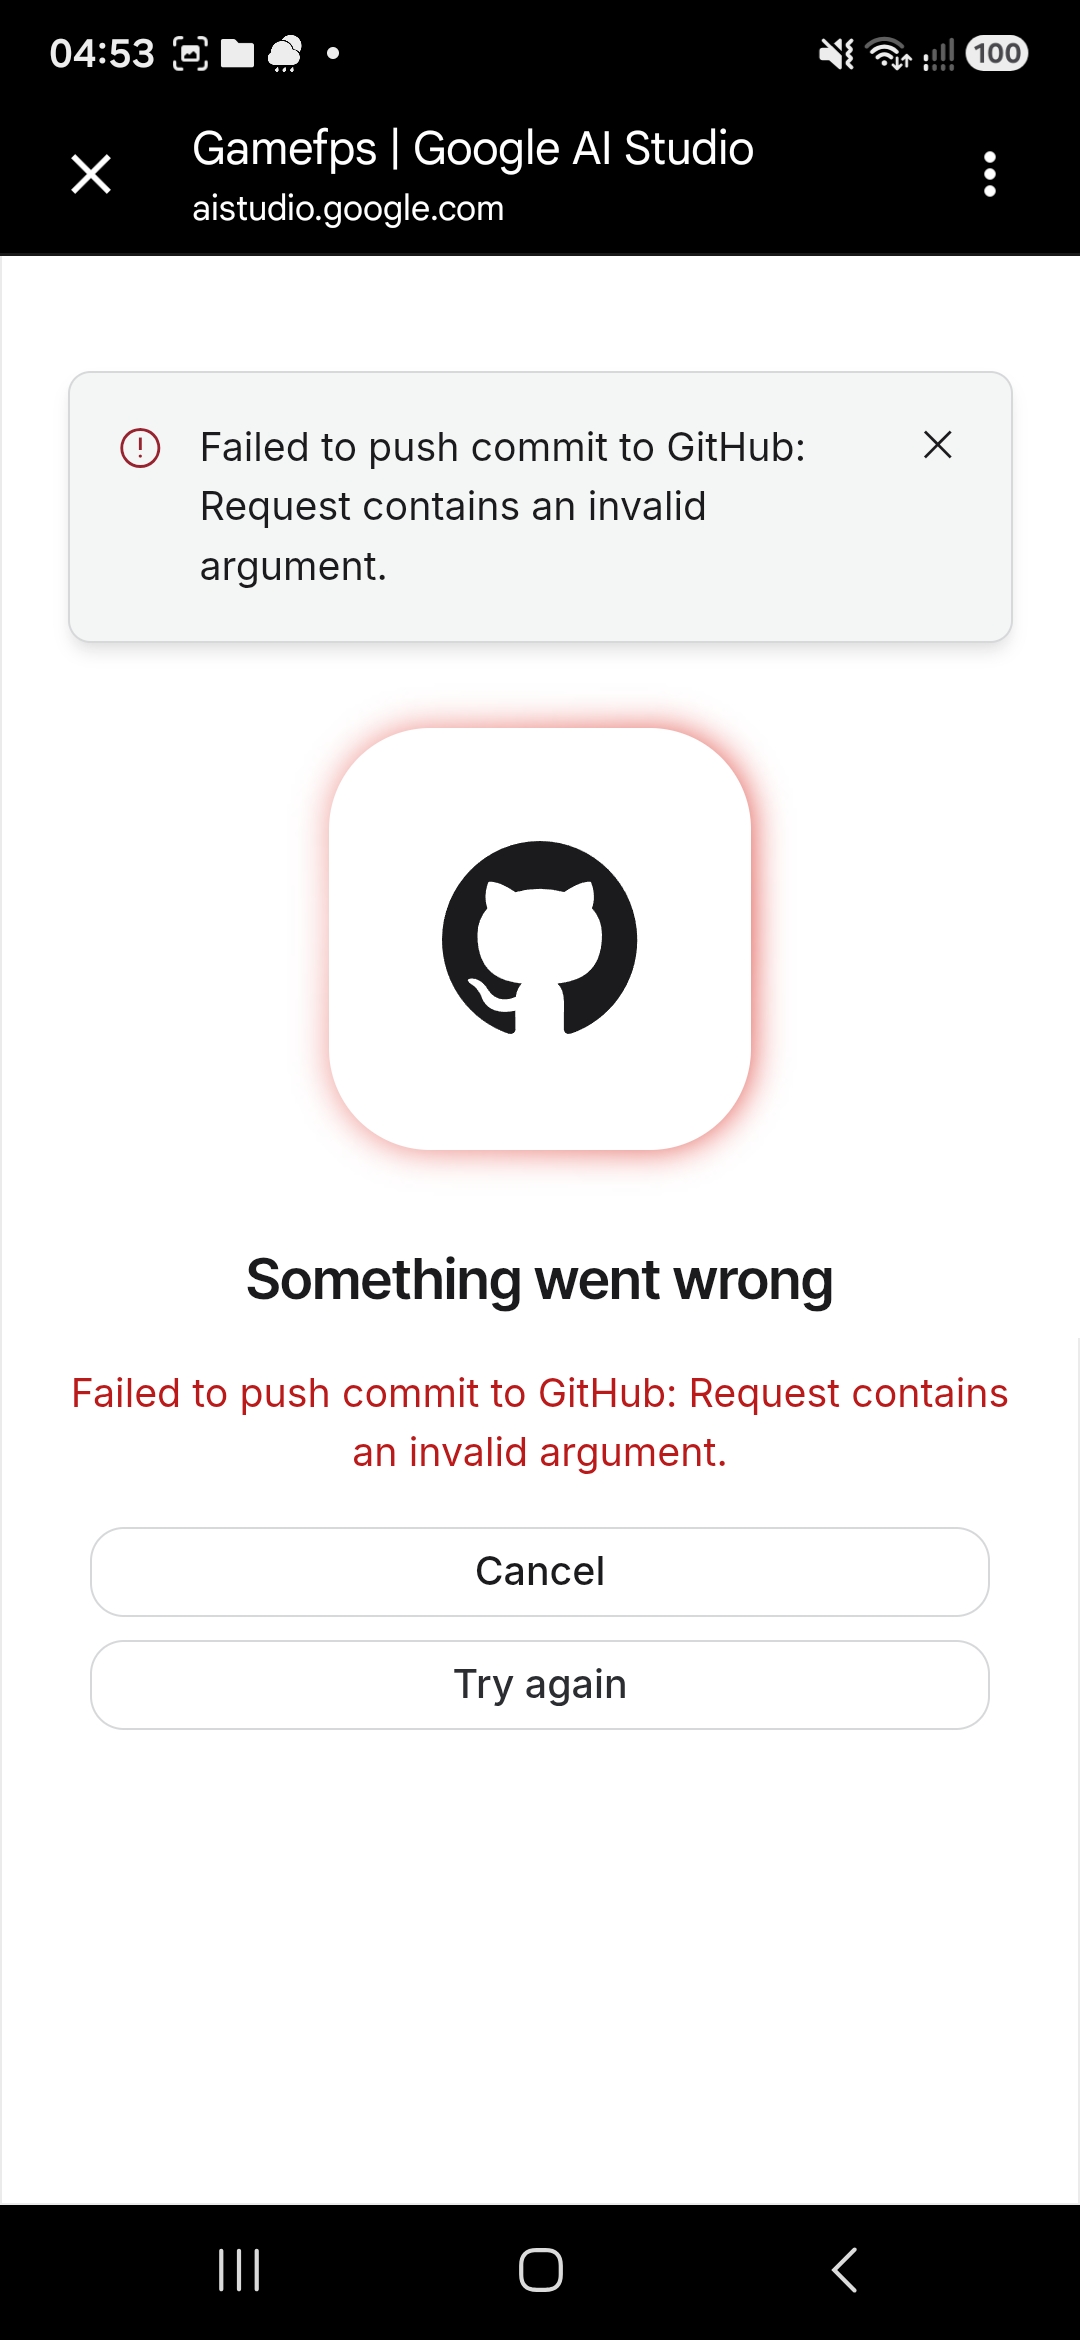 04:53
100
Gamefps | Google AI Studio
aistudio.google.com
Failed to push commit to GitHub:
Request contains an invalid
argument.
Something went wrong
Failed to push commit to GitHub: Request contains
an invalid argument.
Cancel
Try again